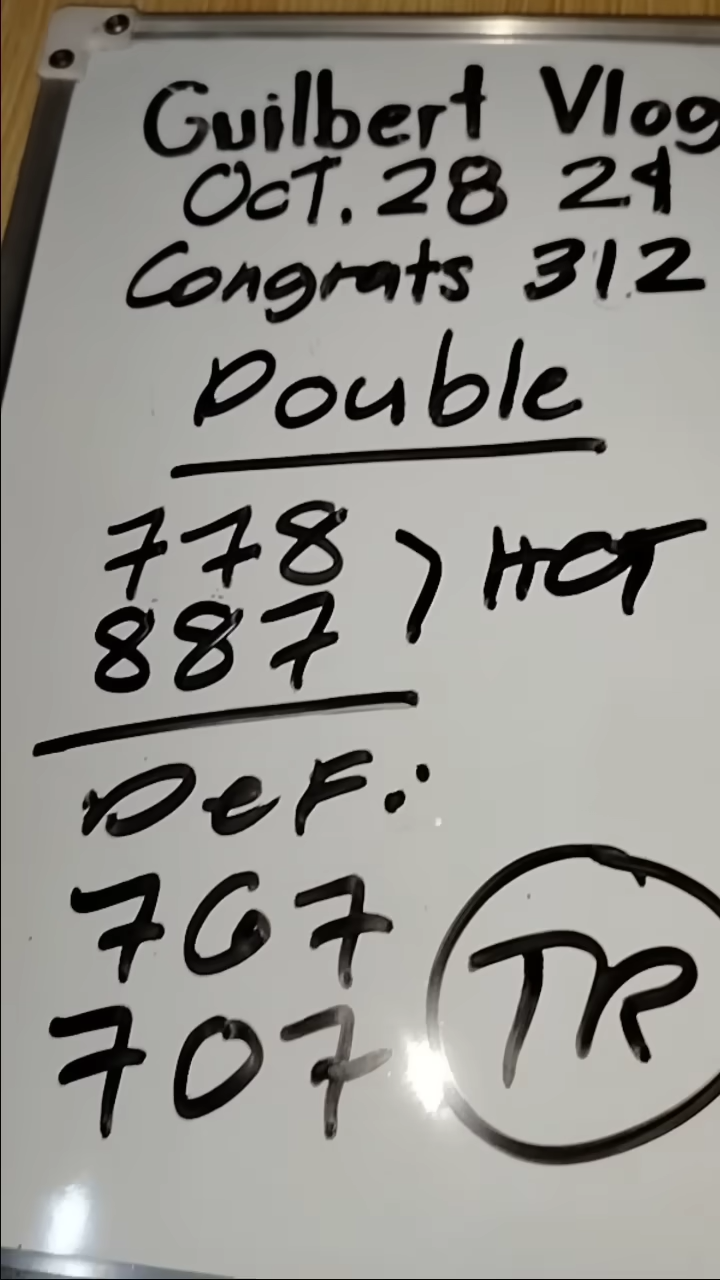 Guilbert Vlog
Oct. 28 24
Congrats 312
Double
778
887
HOT
DeF.:
767
707
TR